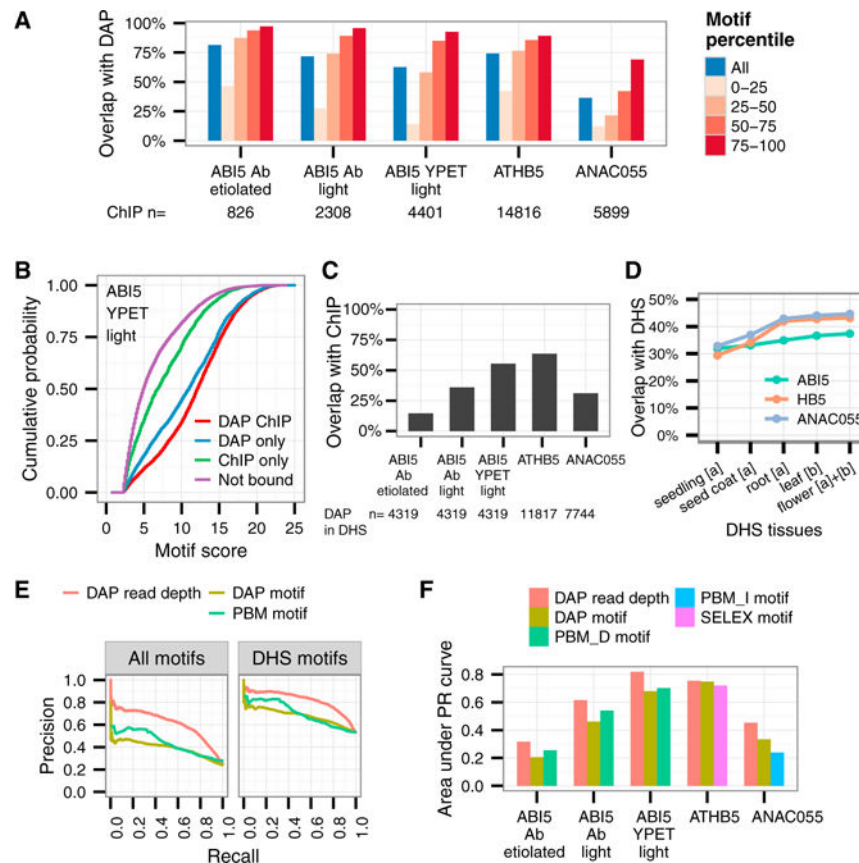 A
Overlap with DAP
100%
75%
50%
25%
0%
ABI5 Ab
etiolated
ABI5 Ab
light
ABI5 YPET
light
ATHB5
ANAC055
ChIP n=
826
2308
4401
14816
5899
Motif
percentile
All
0−25
25−50
50−75
75−100
B
Cumulative probability
1.00
0.75
0.50
0.25
0.00
ABI5
YPET
light
DAP ChIP
DAP only
ChIP only
Not bound
0
5
10
15
20
25
Motif score
C
Overlap with ChIP
100%
75%
50%
25%
0%
ABI5
Ab
etiolated
ABI5
Ab
light
ABI5
YPET
light
ATHB5
ANAC055
DAP
in DHS
n= 4319
4319
4319
11817
7744
D
Overlap with DHS
50%
40%
30%
20%
10%
0%
ABI5
HB5
ANAC055
seedling [a]
seed coat [a]
root [a]
leaf [b]
flower [a]+[b]
DHS tissues
E
DAP read depth
DAP motif
PBM motif
All motifs
DHS motifs
Precision
1.0
0.8
0.6
0.4
0.2
0.0
0.0
0.2
0.4
0.6
0.8
1.0
0.0
0.2
0.4
0.6
0.8
1.0
Recall
F
DAP read depth
DAP motif
PBM_D motif
PBM_I motif
SELEX motif
Area under PR curve
0.8
0.6
0.4
0.2
0.0
ABI5
Ab
etiolated
ABI5
Ab
light
ABI5
YPET
light
ATHB5
ANAC055